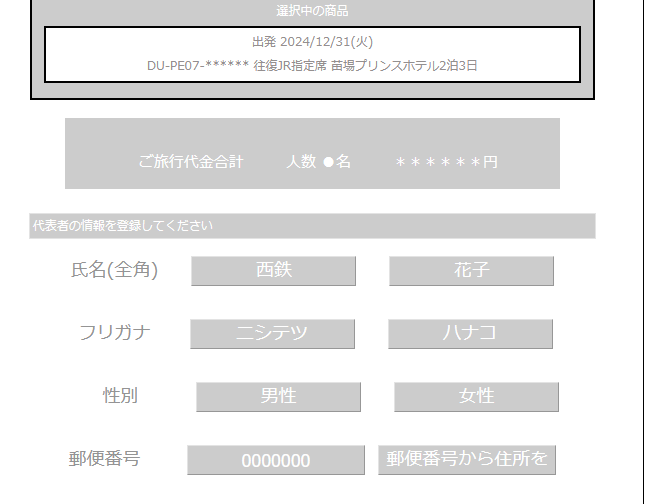 選択中の商品
出発 2024/12/31(火)
DU-PE07-****** 往復JR指定席 苗場プリンスホテル2泊3日
ご旅行代金合計 人数 ●名 ＊＊＊＊＊＊円
代表者の情報を登録してください
氏名(全角) 西鉄 花子
フリガナ ニシテツ ハナコ
性別 男性 女性
郵便番号 0000000 郵便番号から住所を